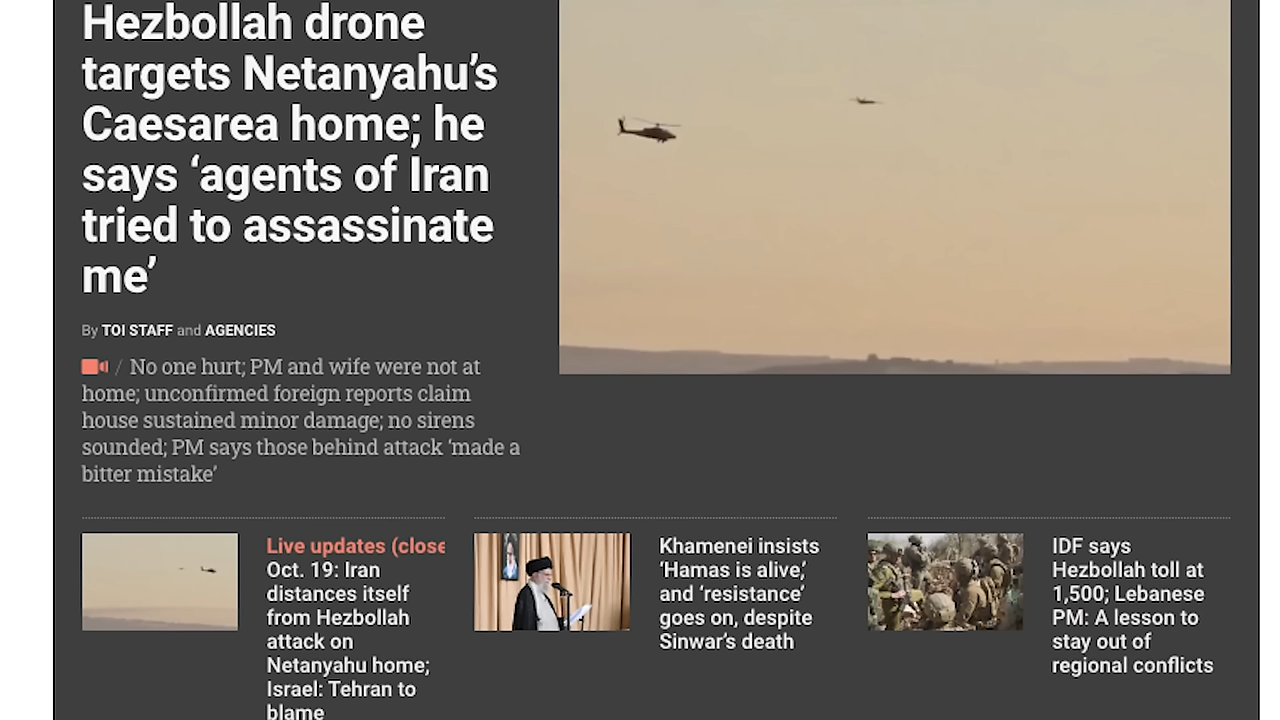 Hezbollah drone
targets Netanyahu’s
Caesarea home; he
says ‘agents of Iran
tried to assassinate
me’
By TOI STAFF and AGENCIES
/ No one hurt; PM and wife were not at
home; unconfirmed foreign reports claim
house sustained minor damage; no sirens
sounded; PM says those behind attack ‘made a
bitter mistake’
Live updates (close
Oct. 19: Iran
distances itself
from Hezbollah
attack on
Netanyahu home;
Israel: Tehran to
blame
Khamenei insists
‘Hamas is alive,’
and ‘resistance’
goes on, despite
Sinwar’s death
IDF says
Hezbollah toll at
1,500; Lebanese
PM: A lesson to
stay out of
regional conflicts